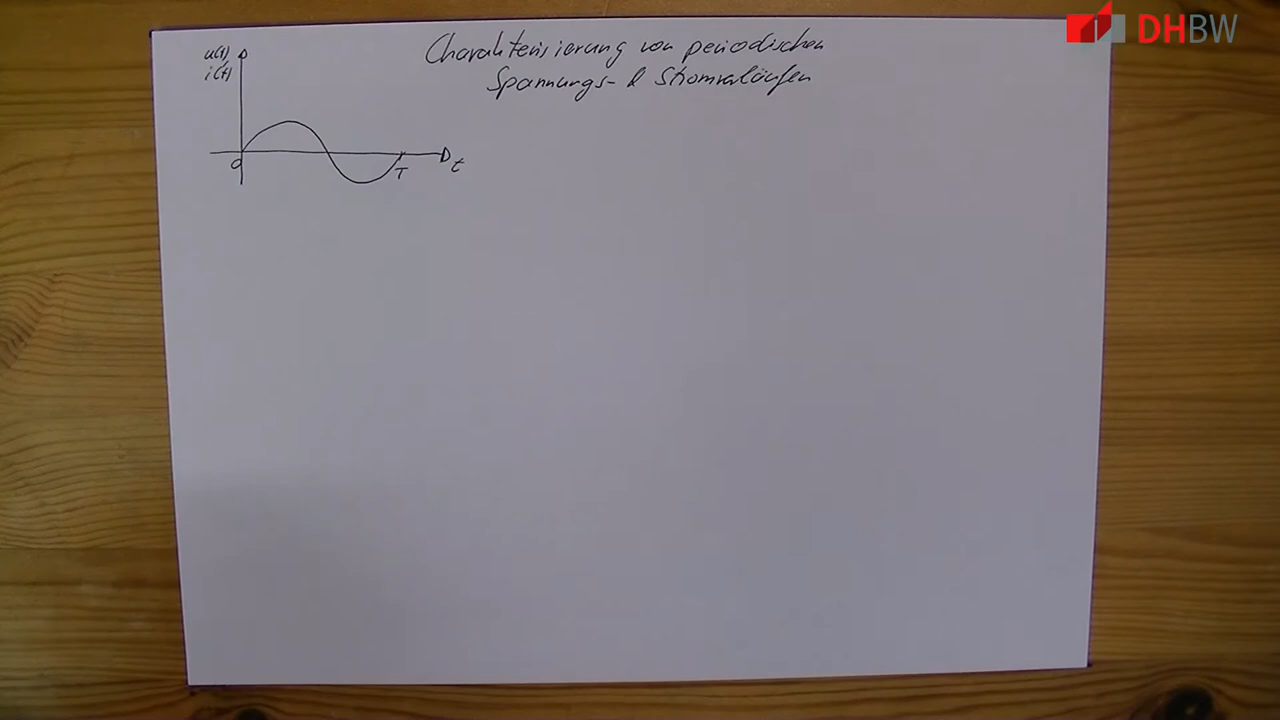 DHBW
Charakterisierung von periodischen
Spannungs- & Stromverläufen
u(t)
i(t)
0
T
t